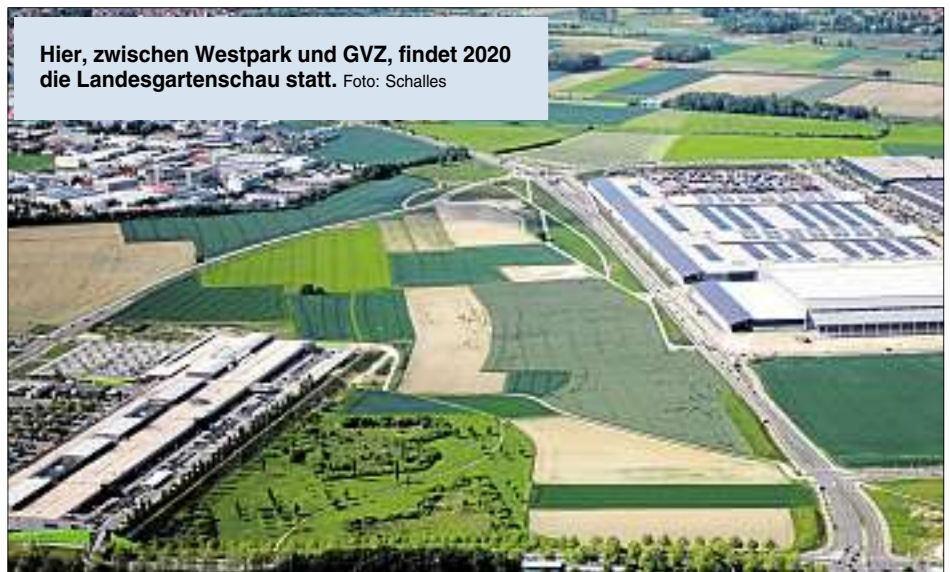 Hier, zwischen Westpark und GVZ, findet 2020
die Landesgartenschau statt. Foto: Schalles